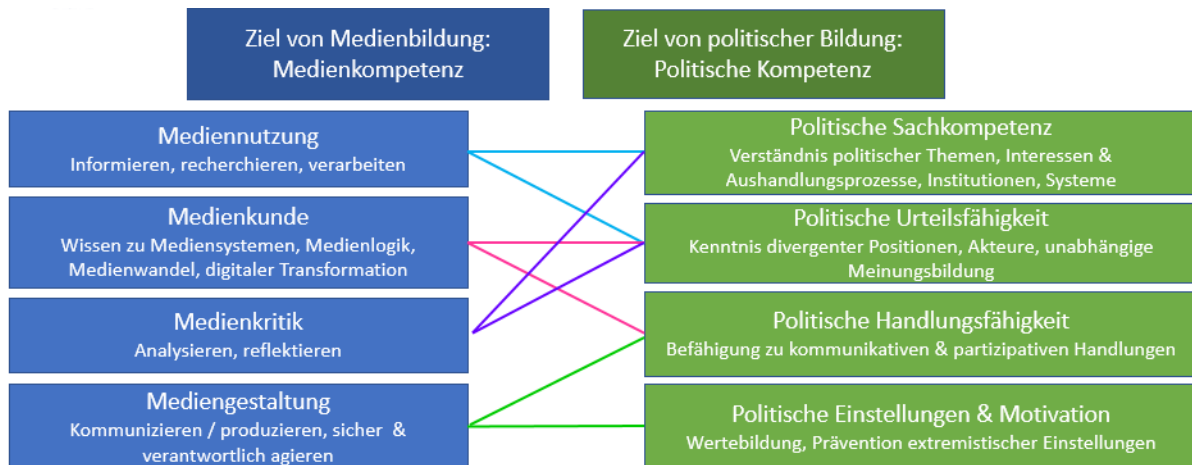 Ziel von Medienbildung:
Medienkompetenz
Ziel von politischer Bildung:
Politische Kompetenz
Mediennutzung
Informieren, recherchieren, verarbeiten
Medienkunde
Wissen zu Mediensystemen, Medienlogik,
Medienwandel, digitaler Transformation
Medienkritik
Analysieren, reflektieren
Mediengestaltung
Kommunizieren / produzieren, sicher &
verantwortlich agieren
Politische Sachkompetenz
Verständnis politischer Themen, Interessen &
Aushandlungsprozesse, Institutionen, Systeme
Politische Urteilsfähigkeit
Kenntnis divergenter Positionen, Akteure, unabhängige
Meinungsbildung
Politische Handlungsfähigkeit
Befähigung zu kommunikativen & partizipativen Handlungen
Politische Einstellungen & Motivation
Wertebildung, Prävention extremistischer Einstellungen